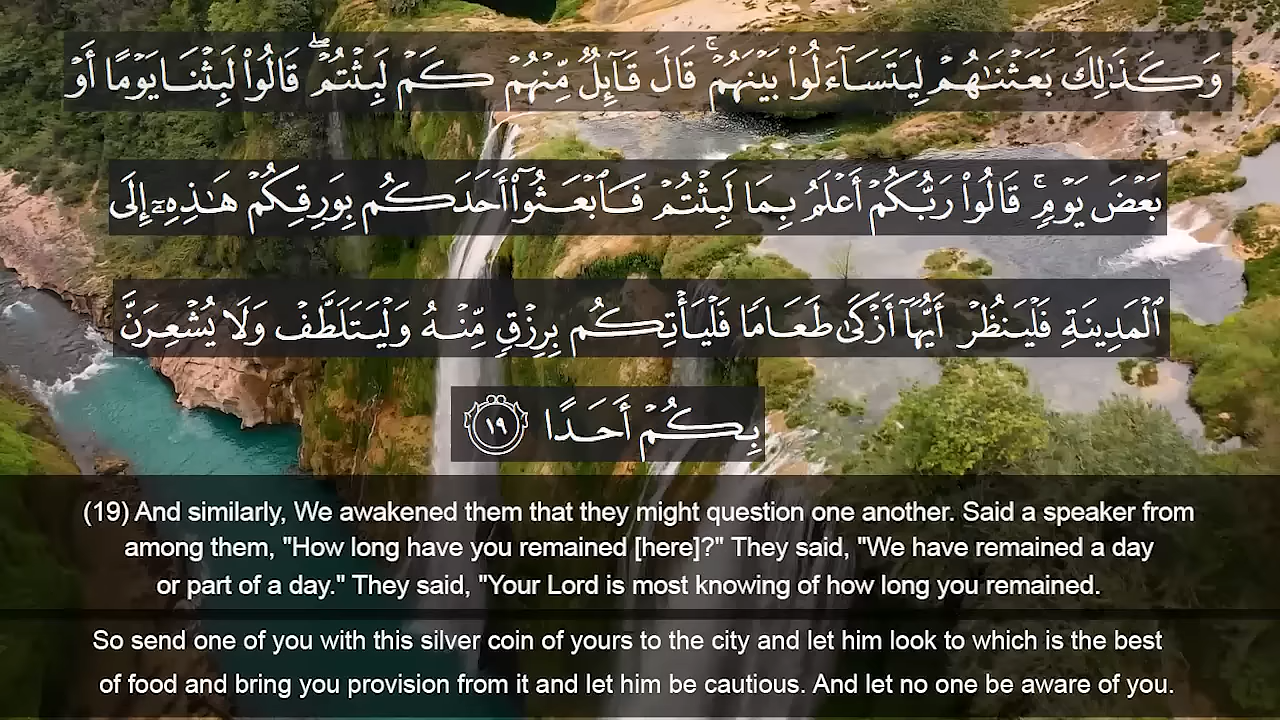 وَكَذَٰلِكَ بَعَثْنَٰهُمْ لِيَتَسَآءَلُوا۟ بَيْنَهُمْ ۚ قَالَ قَآئِلٌ مِّنْهُمْ كَمْ لَبِثْتُمْ ۖ قَالُوا۟ لَبِثْنَا يَوْمًا أَوْ
بَعْضَ يَوْمٍ ۚ قَالُوا۟ رَبُّكُمْ أَعْلَمُ بِمَا لَبِثْتُمْ فَٱبْعَثُوٓا۟ أَحَدَكُم بِوَرِقِكُمْ هَٰذِهِۦٓ إِلَى
ٱلْمَدِينَةِ فَلْيَنظُرْ أَيُّهَآ أَزْكَىٰ طَعَامًا فَلْيَأْتِكُم بِرِزْقٍ مِّنْهُ وَلْيَتَلَطَّفْ وَلَا يُشْعِرَنَّ
بِكُمْ أَحَدًا ١٩
(19) And similarly, We awakened them that they might question one another. Said a speaker from
among them, "How long have you remained [here]?" They said, "We have remained a day
or part of a day." They said, "Your Lord is most knowing of how long you remained.
So send one of you with this silver coin of yours to the city and let him look to which is the best
of food and bring you provision from it and let him be cautious. And let no one be aware of you.